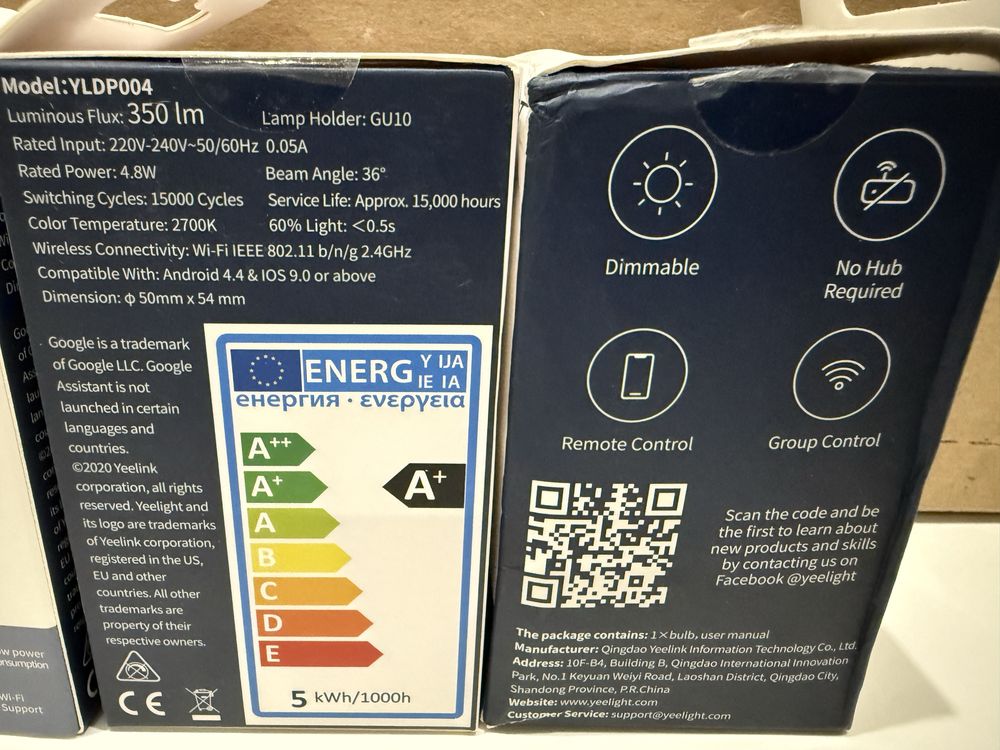 Model:YLDP004
Luminous Flux: 350 lm
Lamp Holder: GU10
Rated Input: 220V-240V~50/60Hz 0.05A
Rated Power: 4.8W
Beam Angle: 36°
Switching Cycles: 15000 Cycles
Service Life: Approx. 15,000 hours
Color Temperature: 2700K
60% Light: <0.5s
Wireless Connectivity: Wi-Fi IEEE 802.11 b/n/g 2.4GHz
Compatible With: Android 4.4 & IOS 9.0 or above
Dimension: φ 50mm x 54 mm
Google is a trademark
of Google LLC. Google
Assistant is not
launched in certain
languages and
countries.
©2020 Yeelink
corporation, all rights
reserved. Yeelight and
its logo are trademarks
of Yeelink corporation,
registered in the US,
EU and other
countries. All other
trademarks are
property of their
respective owners.
CE
ENERG Y IJA
IE IA
енергия · ενεργεια
A++
A+
A+
A
B
C
D
E
5 kWh/1000h
Dimmable
No Hub
Required
Remote Control
Group Control
Scan the code and be
the first to learn about
new products and skills
by contacting us on
Facebook @yeelight
The package contains: 1×bulb, user manual
Manufacturer: Qingdao Yeelink Information Technology Co., Ltd.
Address: 10F-B4, Building B, Qingdao International Innovation
Park, No.1 Keyuan Weiyi Road, Laoshan District, Qingdao City,
Shandong Province, P.R.China
Website: www.yeelight.com
Customer Service: support@yeelight.com
power
Wi-Fi
Support